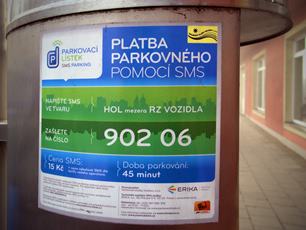 PARKOVACÍ
LÍSTEK
SMS PARKING
PLATBA
PARKOVNÉHO
POMOCÍ SMS
NAPIŠTE SMS
VE TVARU
HOL mezera RZ VOZIDLA
ZAŠLETE
NA ČÍSLO
902 06
Cena SMS:
15 Kč
Doba parkování:
45 minut
ERIKA